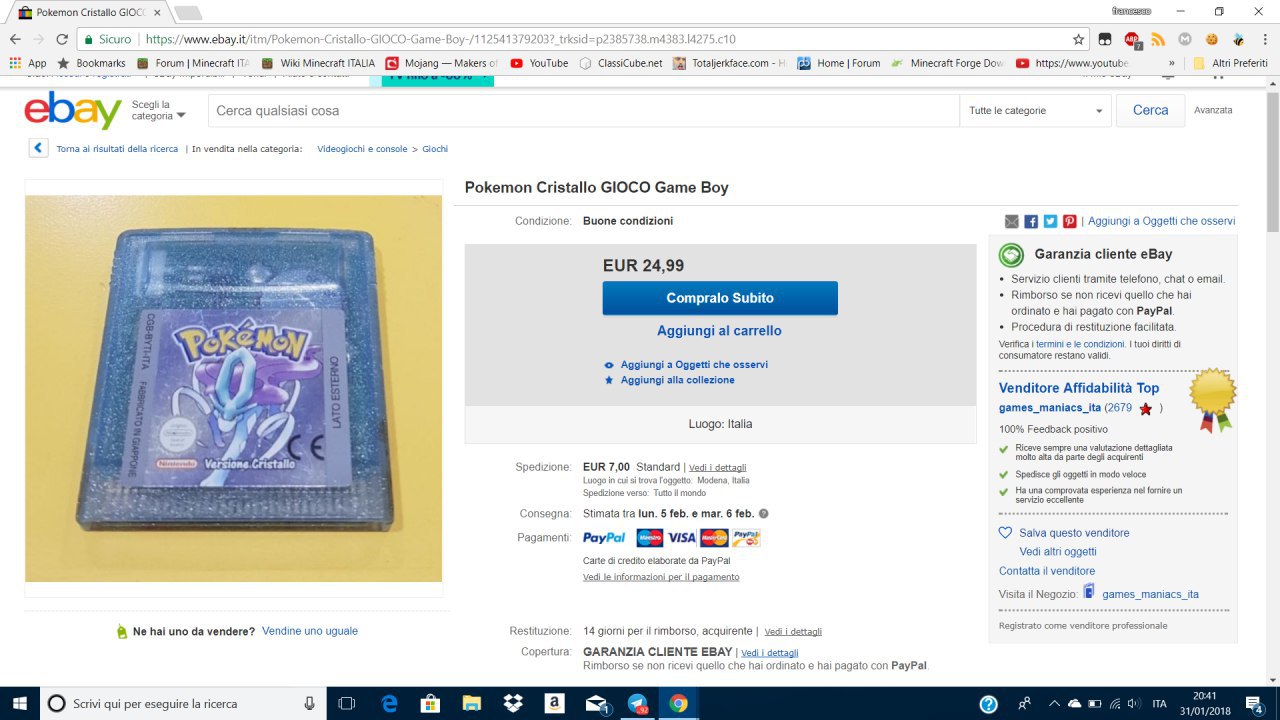 Pokemon Cristallo GIOCO
francesco
Sicuro | https://www.ebay.it/itm/Pokemon-Cristallo-GIOCO-Game-Boy-/112541379203?_trksid=p2385738.m4383.l4275.c10
App ★ Bookmarks Forum | Minecraft ITA Wiki Minecraft ITALIA Mojang — Makers of YouTube ClassiCube.net Totaljerkface.com - H Home | Forum Minecraft Forge Dow https://www.youtube. » Altri Preferiti
ebay
Scegli la
categoria
Cerca qualsiasi cosa
Tutte le categorie
Cerca
Avanzata
Torna ai risultati della ricerca | In vendita nella categoria: Videogiochi e console > Giochi
CGB-BYTI-ITA
FABBRICATO IN GIAPPONE
POKéMON
LATO ESTERNO
Nintendo
Versione Cristallo
CE
Pokemon Cristallo GIOCO Game Boy
Condizione: Buone condizioni
EUR 24,99
Compralo Subito
Aggiungi al carrello
Aggiungi a Oggetti che osservi
Aggiungi alla collezione
Luogo: Italia
Spedizione: EUR 7,00 Standard | Vedi i dettagli
Luogo in cui si trova l'oggetto: Modena, Italia
Spedizione verso: Tutto il mondo
Consegna: Stimata tra lun. 5 feb. e mar. 6 feb. ?
Pagamenti: PayPal Maestro VISA MasterCard PayPal
Carte di credito elaborate da PayPal
Vedi le informazioni per il pagamento
Restituzione: 14 giorni per il rimborso, acquirente | Vedi i dettagli
Copertura: GARANZIA CLIENTE EBAY | Vedi i dettagli
Rimborso se non ricevi quello che hai ordinato e hai pagato con PayPal.
| Aggiungi a Oggetti che osservi
Garanzia cliente eBay
• Servizio clienti tramite telefono, chat o email.
• Rimborso se non ricevi quello che hai
ordinato e hai pagato con PayPal.
• Procedura di restituzione facilitata.
Verifica i termini e le condizioni. I tuoi diritti di
consumatore restano validi.
Venditore Affidabilità Top
games_maniacs_ita (2679 ★ )
100% Feedback positivo
Riceve sempre una valutazione dettagliata
molto alta da parte degli acquirenti
Spedisce gli oggetti in modo veloce
Ha una comprovata esperienza nel fornire un
servizio eccellente
Salva questo venditore
Vedi altri oggetti
Contatta il venditore
Visita il Negozio: games_maniacs_ita
Registrato come venditore professionale
Ne hai uno da vendere? Vendine uno uguale
Scrivi qui per eseguire la ricerca
ITA
20:41
31/01/2018